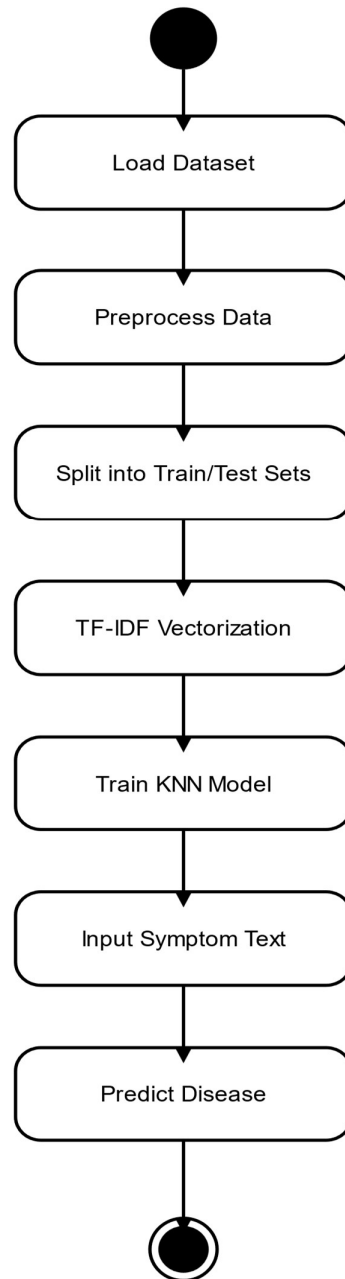 Load Dataset
Preprocess Data
Split into Train/Test Sets
TF-IDF Vectorization
Train KNN Model
Input Symptom Text
Predict Disease